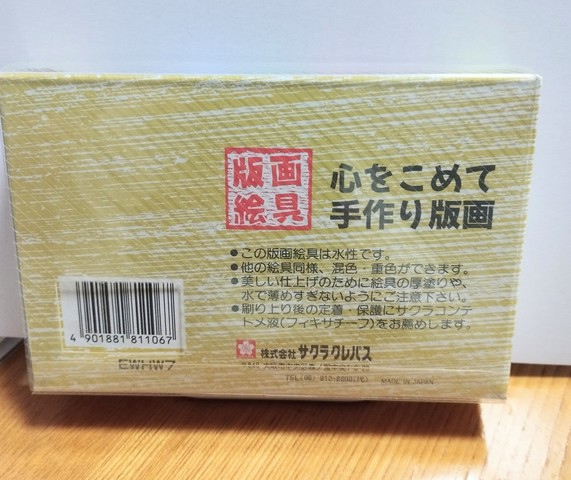 版画
絵具
心をこめて
手作り版画
●この版画絵具は水性です。
●他の絵具同様、混色・重色ができます。
●美しい仕上げのために絵具の厚塗りや、
水で薄めすぎないようにご注意下さい。
●刷り上り後の定着・保護にサクラコンテ
トメ液(フィキサチーフ)をお薦めします。
4 901881 811067
EWHW7
株式会社サクラクレパス
MADE IN JAPAN